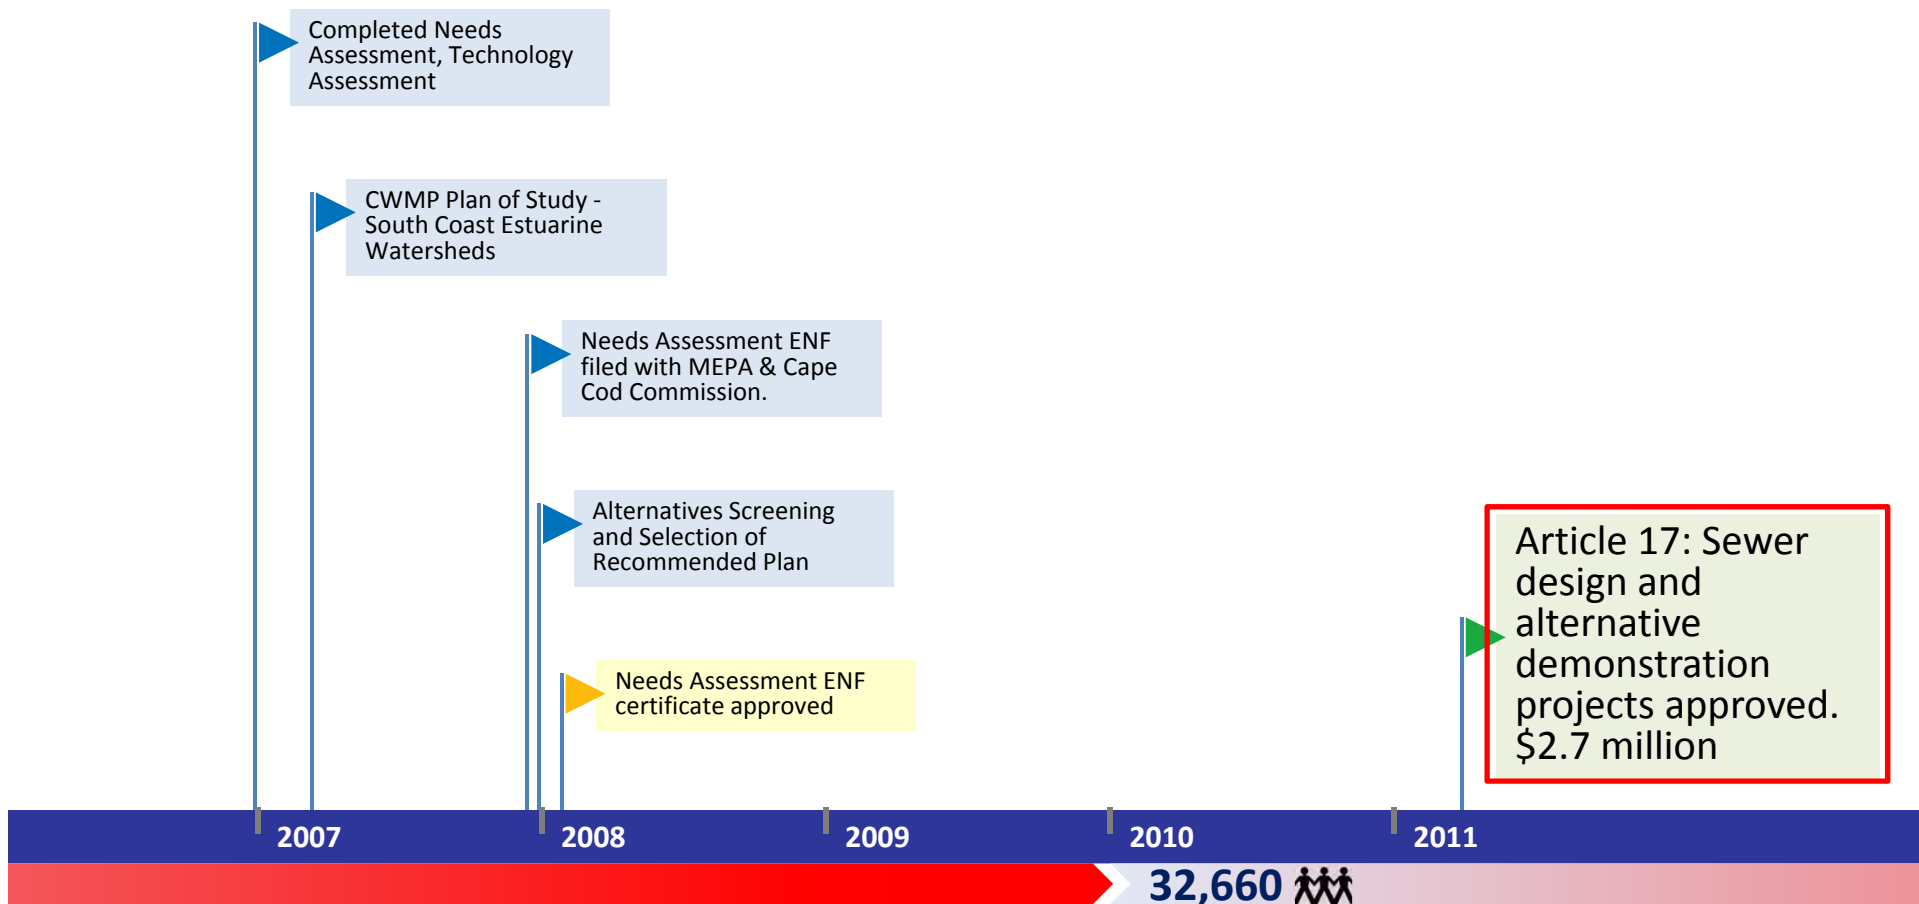 Completed Needs
Assessment, Technology
Assessment
CWMP Plan of Study -
South Coast Estuarine
Watersheds
Needs Assessment ENF
filed with MEPA & Cape
Cod Commission.
Alternatives Screening
and Selection of
Recommended Plan
Needs Assessment ENF
certificate approved
Article 17: Sewer
design and
alternative
demonstration
projects approved.
$2.7 million
2007
2008
2009
2010
2011
32,660